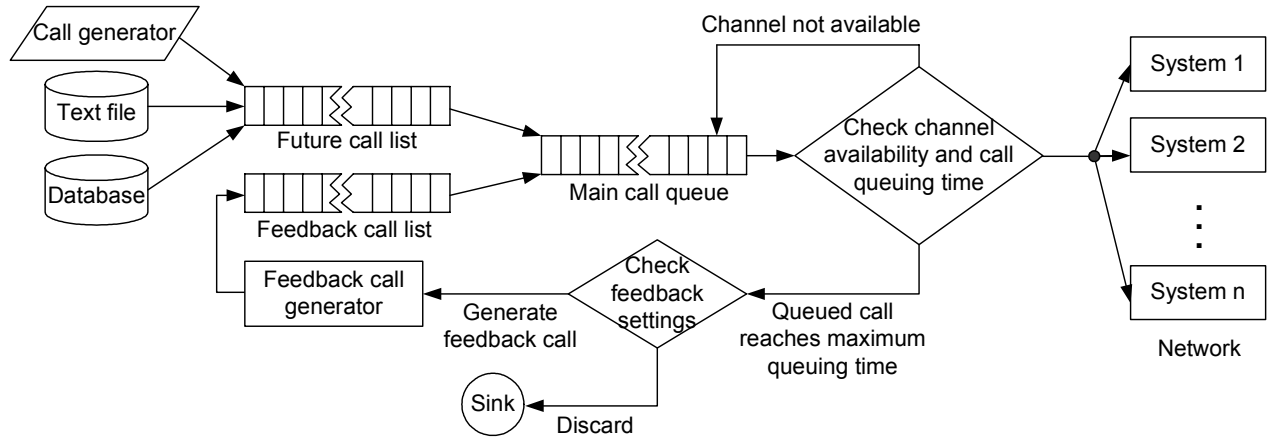 Call generator
Text file
Database
Future call list
Feedback call list
Main call queue
Channel not available
Check channel
availability and call
queuing time
System 1
System 2
System n
Network
Queued call
reaches maximum
queuing time
Check
feedback
settings
Generate
feedback call
Feedback call
generator
Discard
Sink